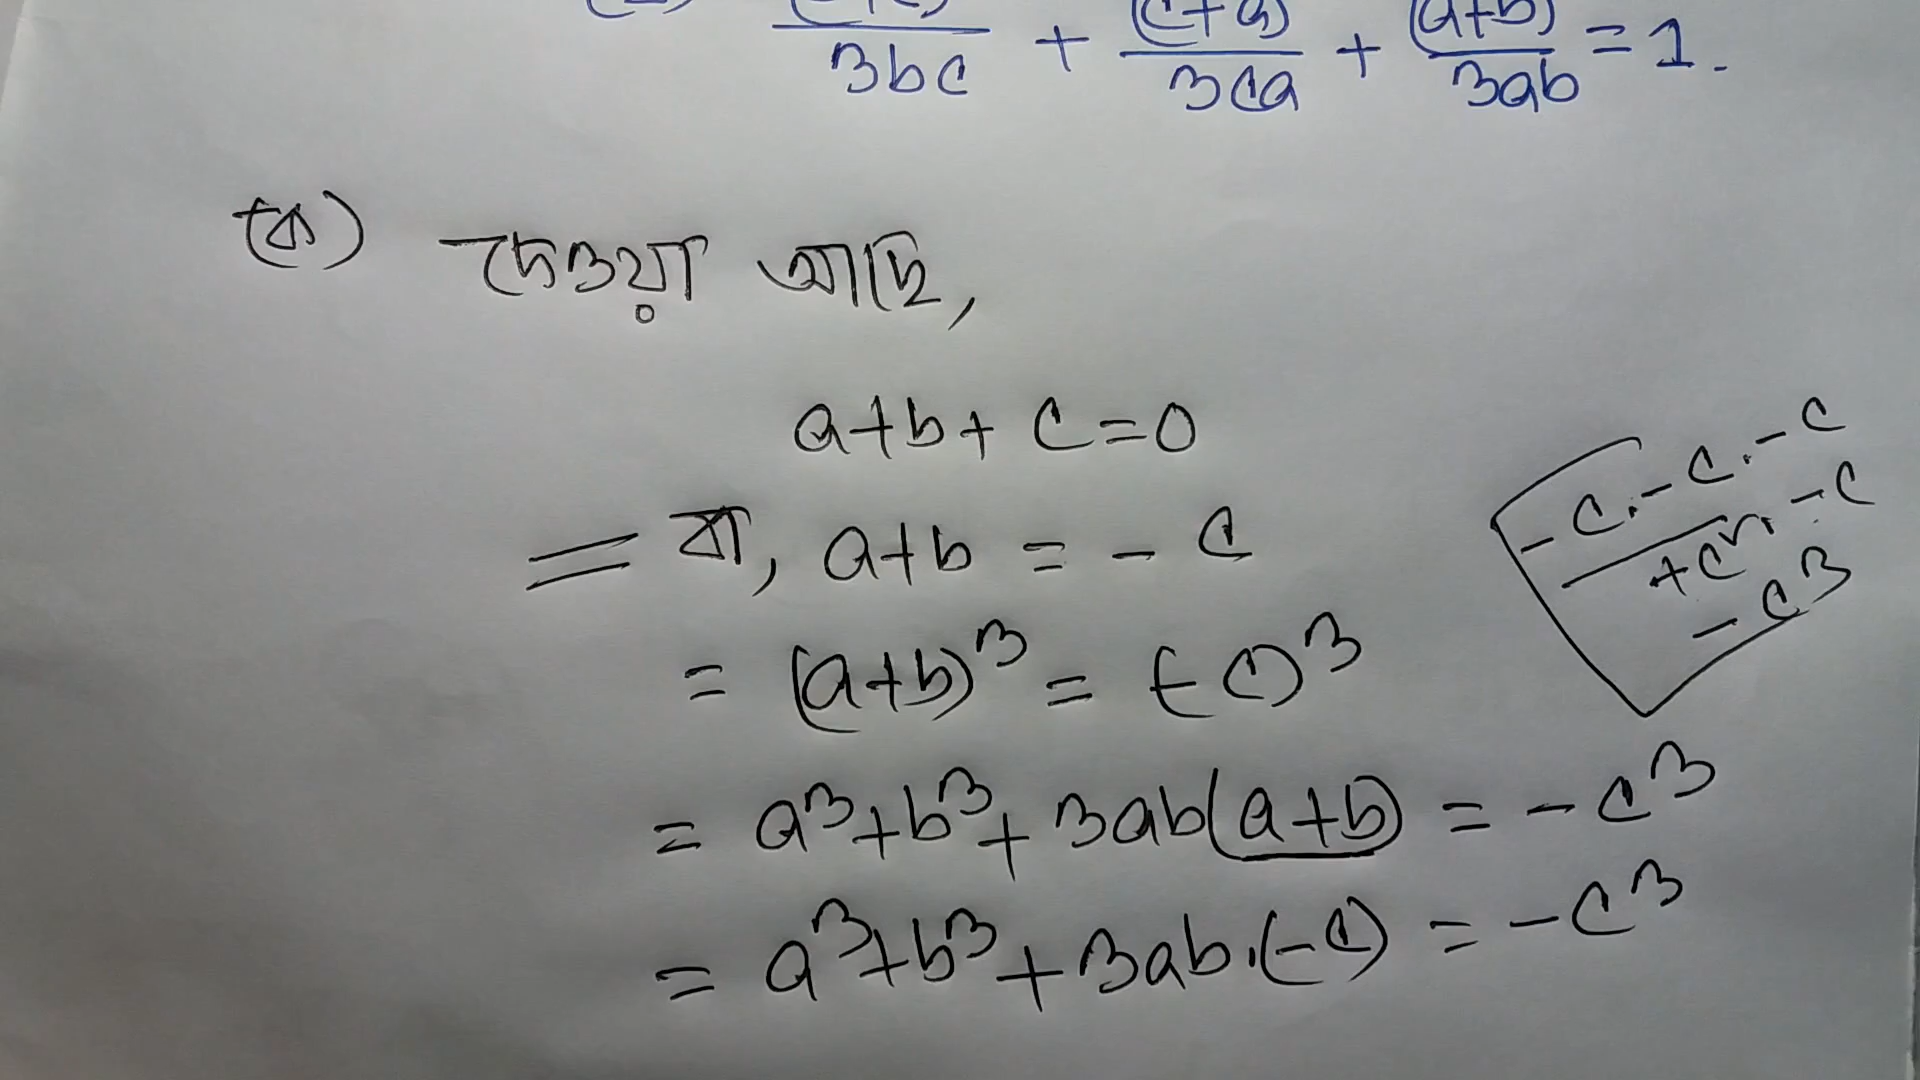 3bc + (c+a) / 3ca + (a+b) / 3ab = 1.
(ক) দেওয়া আছে,
a+b+c=0
= বা, a+b = -c
= (a+b)³ = (-c)³
= a³+b³+3ab(a+b) = -c³
= a³+b³+3ab.(-c) = -c³
-c.-c.-c
+c².-c
-c³